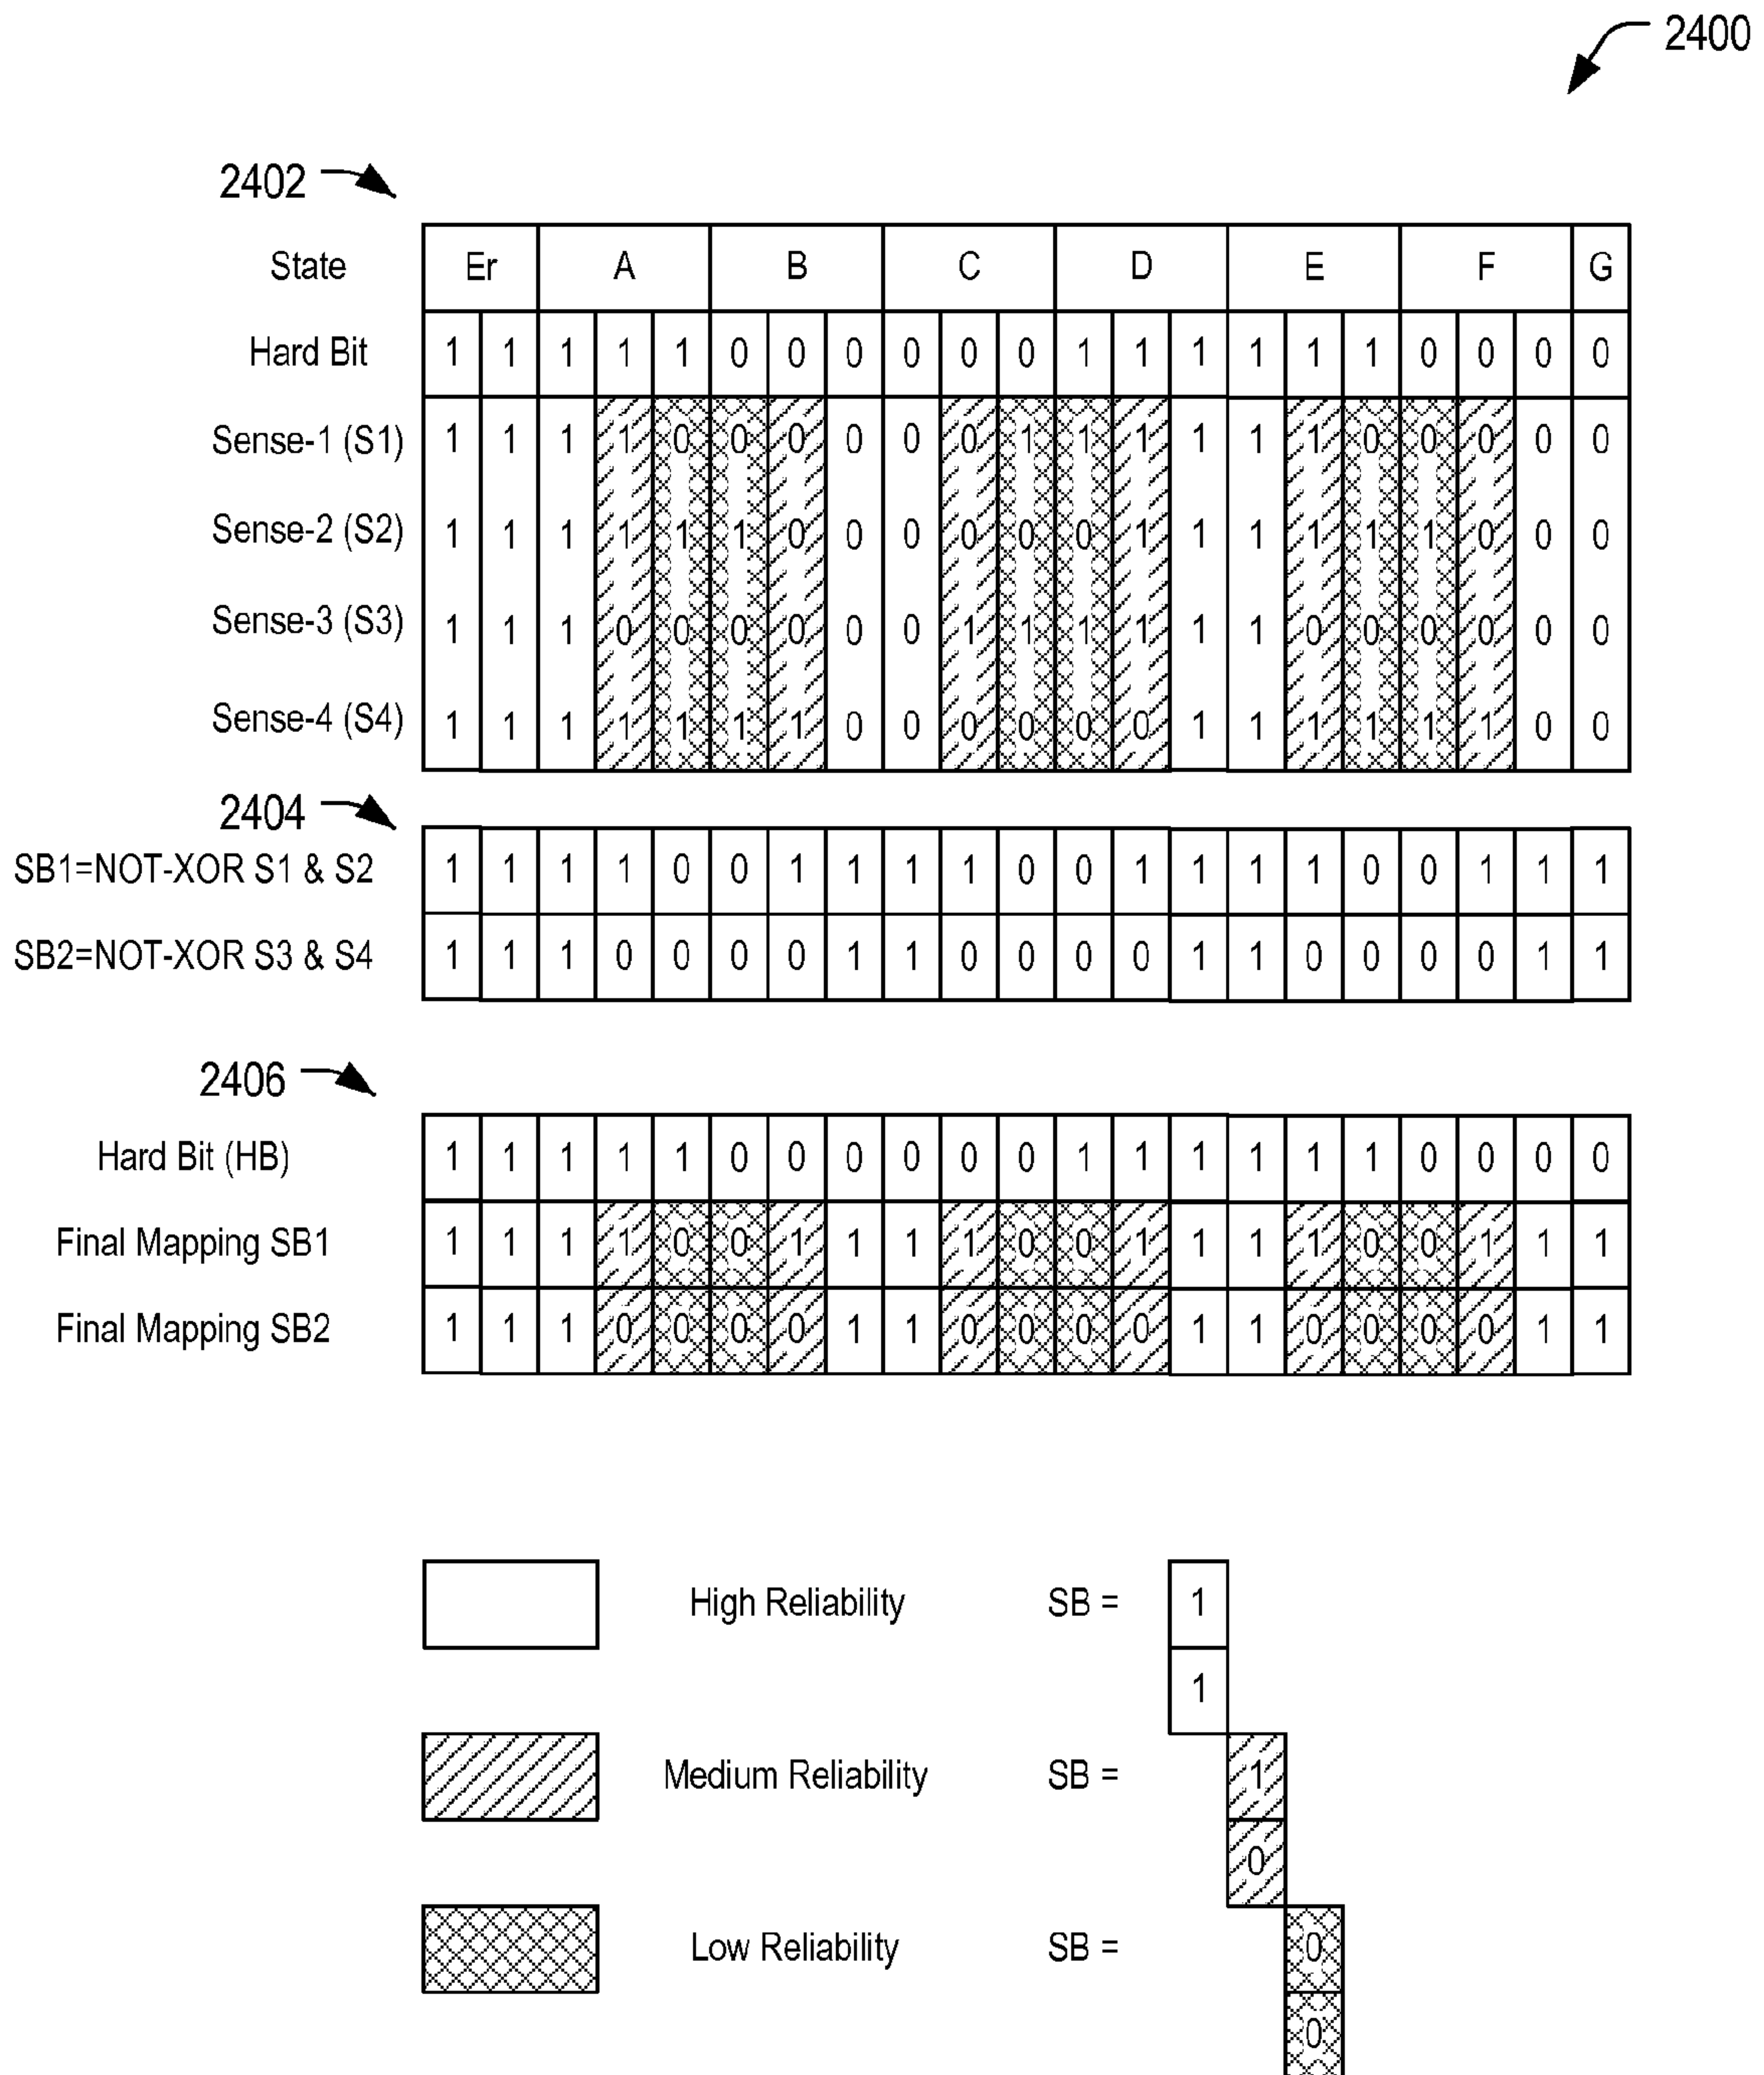 2400
2402
State Er A B C D E F G
Hard Bit 1 1 1 1 1 0 0 0 0 0 0 1 1 1 1 1 1 0 0 0 0
Sense-1 (S1) 1 1 1 1 0 0 0 0 0 0 1 1 1 1 1 1 0 0 0 0 0
Sense-2 (S2) 1 1 1 1 1 1 0 0 0 0 0 0 1 1 1 1 1 1 0 0 0
Sense-3 (S3) 1 1 1 0 0 0 0 0 0 1 1 1 1 1 1 0 0 0 0 0 0
Sense-4 (S4) 1 1 1 1 1 1 1 0 0 0 0 0 0 1 1 1 1 1 1 0 0
2404
SB1=NOT-XOR S1 & S2 1 1 1 1 0 0 1 1 1 1 0 0 1 1 1 1 0 0 1 1 1
SB2=NOT-XOR S3 & S4 1 1 1 0 0 0 0 1 1 0 0 0 0 1 1 0 0 0 0 1 1
2406
Hard Bit (HB) 1 1 1 1 1 0 0 0 0 0 0 1 1 1 1 1 1 0 0 0 0
Final Mapping SB1 1 1 1 1 0 0 1 1 1 1 0 0 1 1 1 1 0 0 1 1 1
Final Mapping SB2 1 1 1 0 0 0 0 1 1 0 0 0 0 1 1 0 0 0 0 1 1
High Reliability SB = 1
1
Medium Reliability SB = 1
0
Low Reliability SB = 0
0